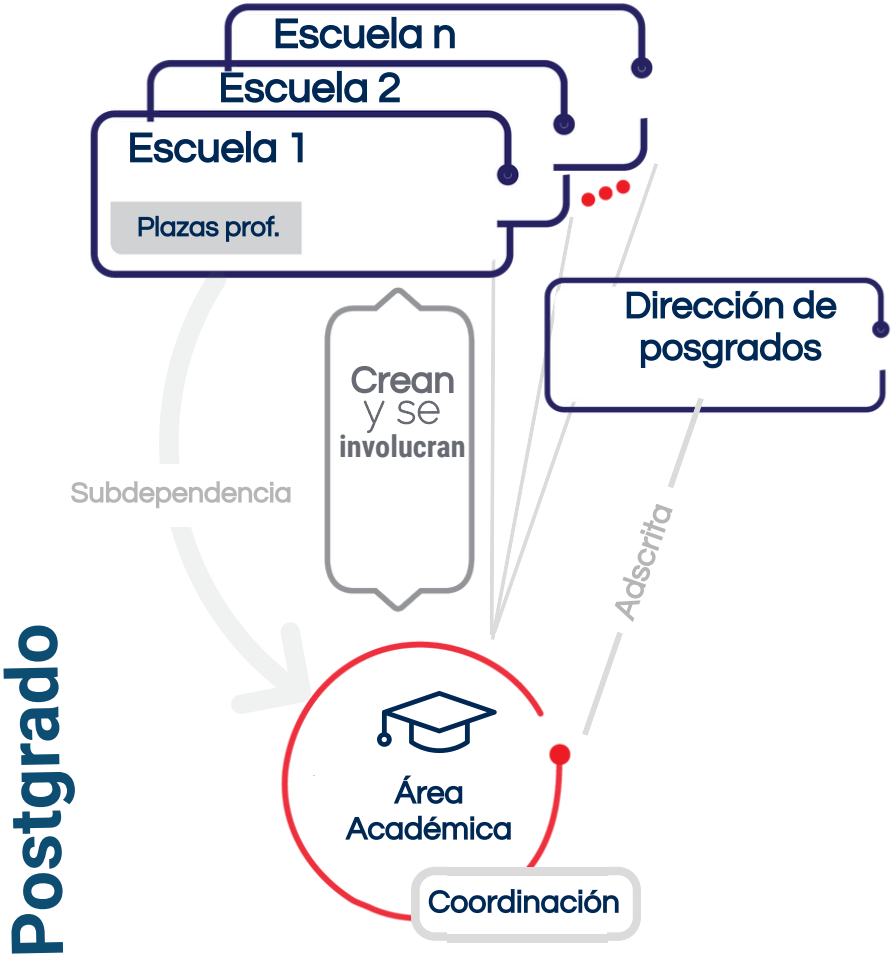 Escuela n
Escuela 2
Escuela 1
Plazas prof.
Dirección de
posgrados
Crean
y se
involucran
Subdependencia
Adscrita
Postgrado
Área
Académica
Coordinación